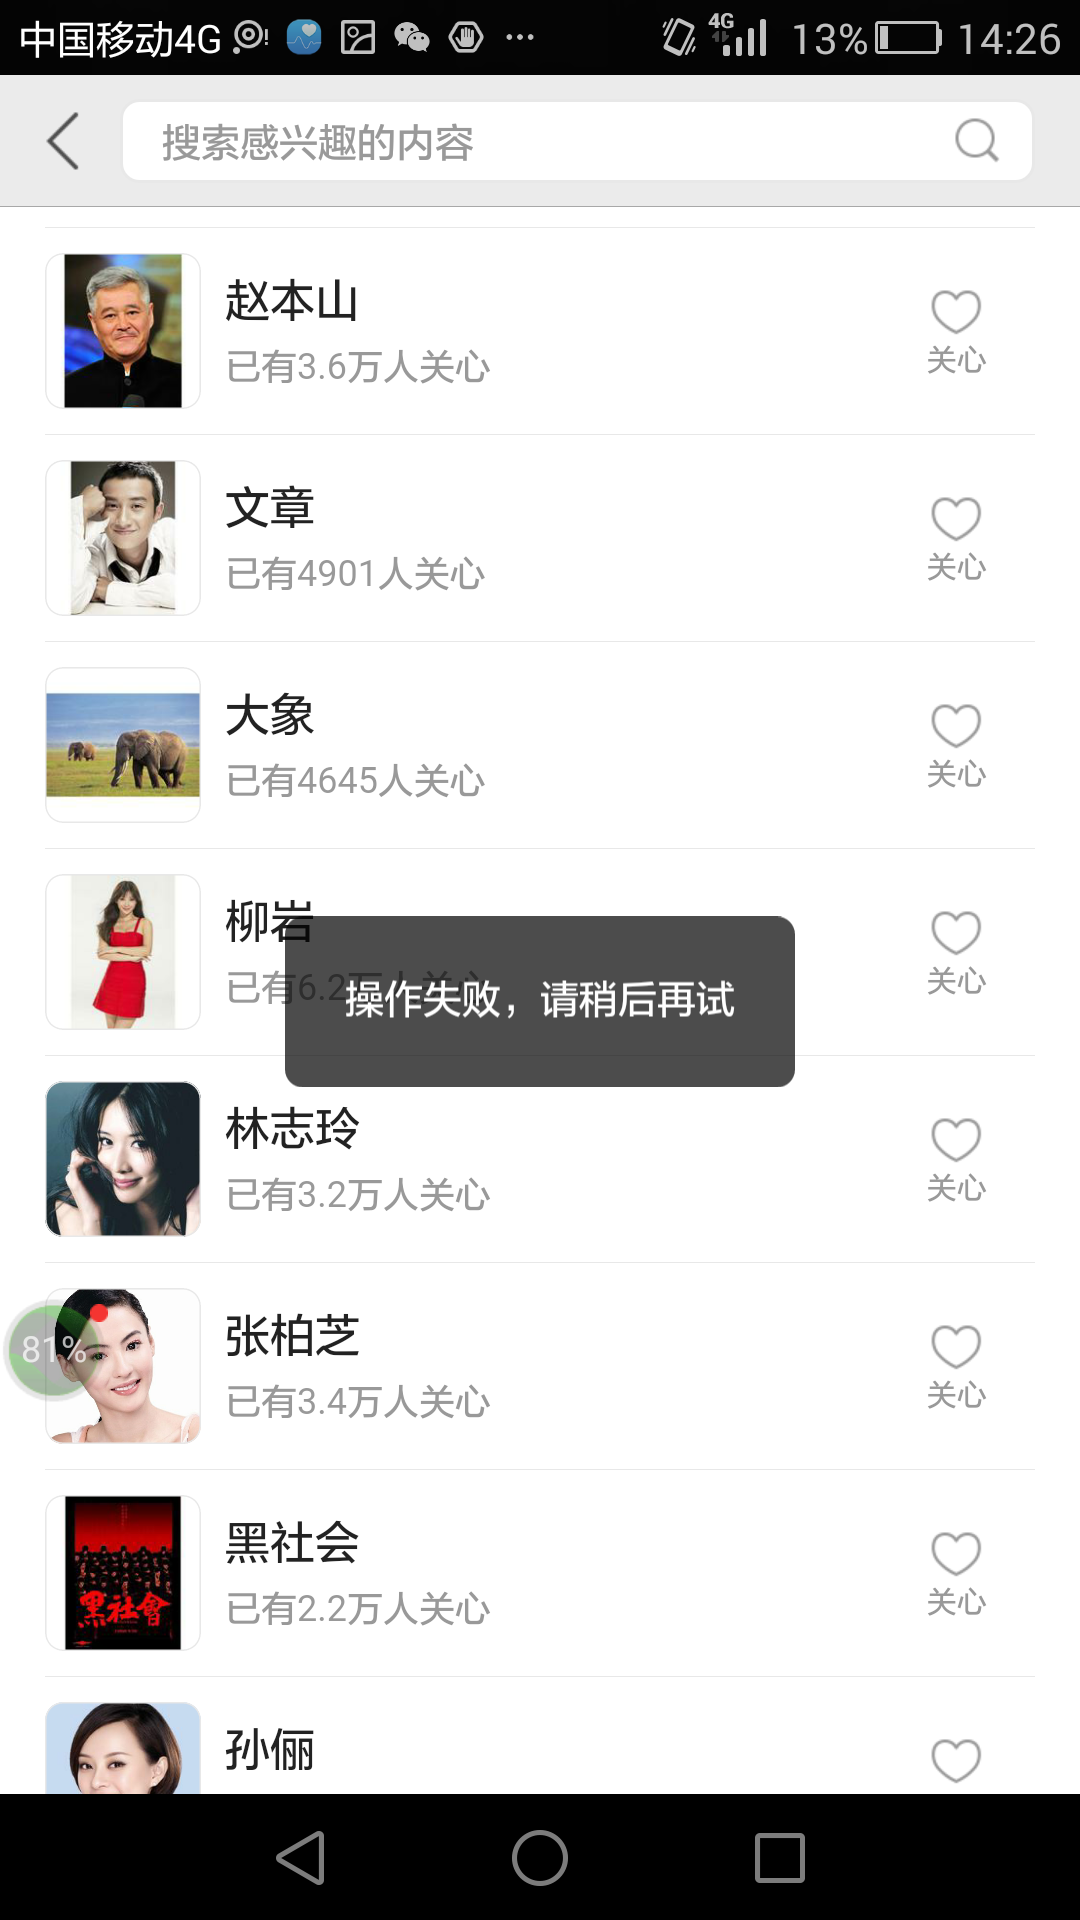 中国移动4G 4G 13% 14:26
搜索感兴趣的内容
赵本山
已有3.6万人关心
关心
文章
已有4901人关心
关心
大象
已有4645人关心
关心
柳岩
已有6.2万人关心
关心
操作失败，请稍后再试
林志玲
已有3.2万人关心
关心
81%
张柏芝
已有3.4万人关心
关心
黑社會
黑社会
已有2.2万人关心
关心
孙俪